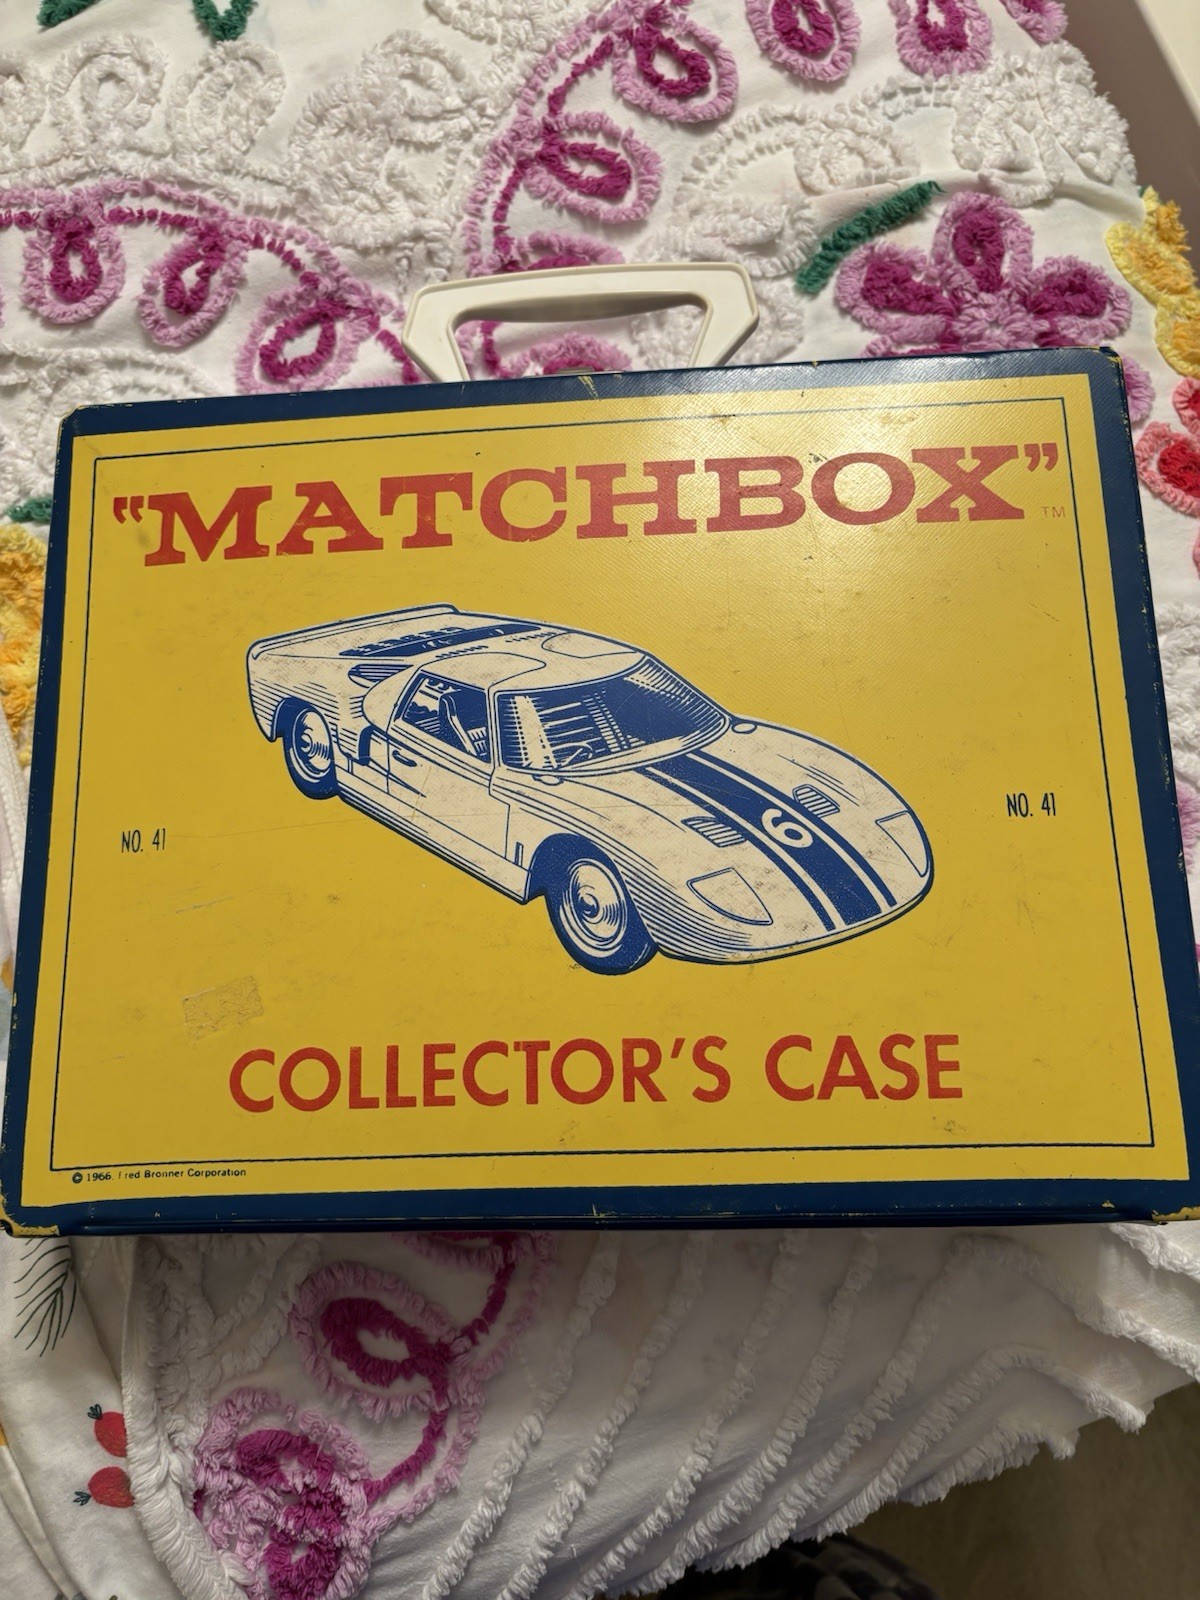 "MATCHBOX"
TM
6
NO. 41
NO. 41
COLLECTOR'S CASE
© 1966. Fred Bronner Corporation